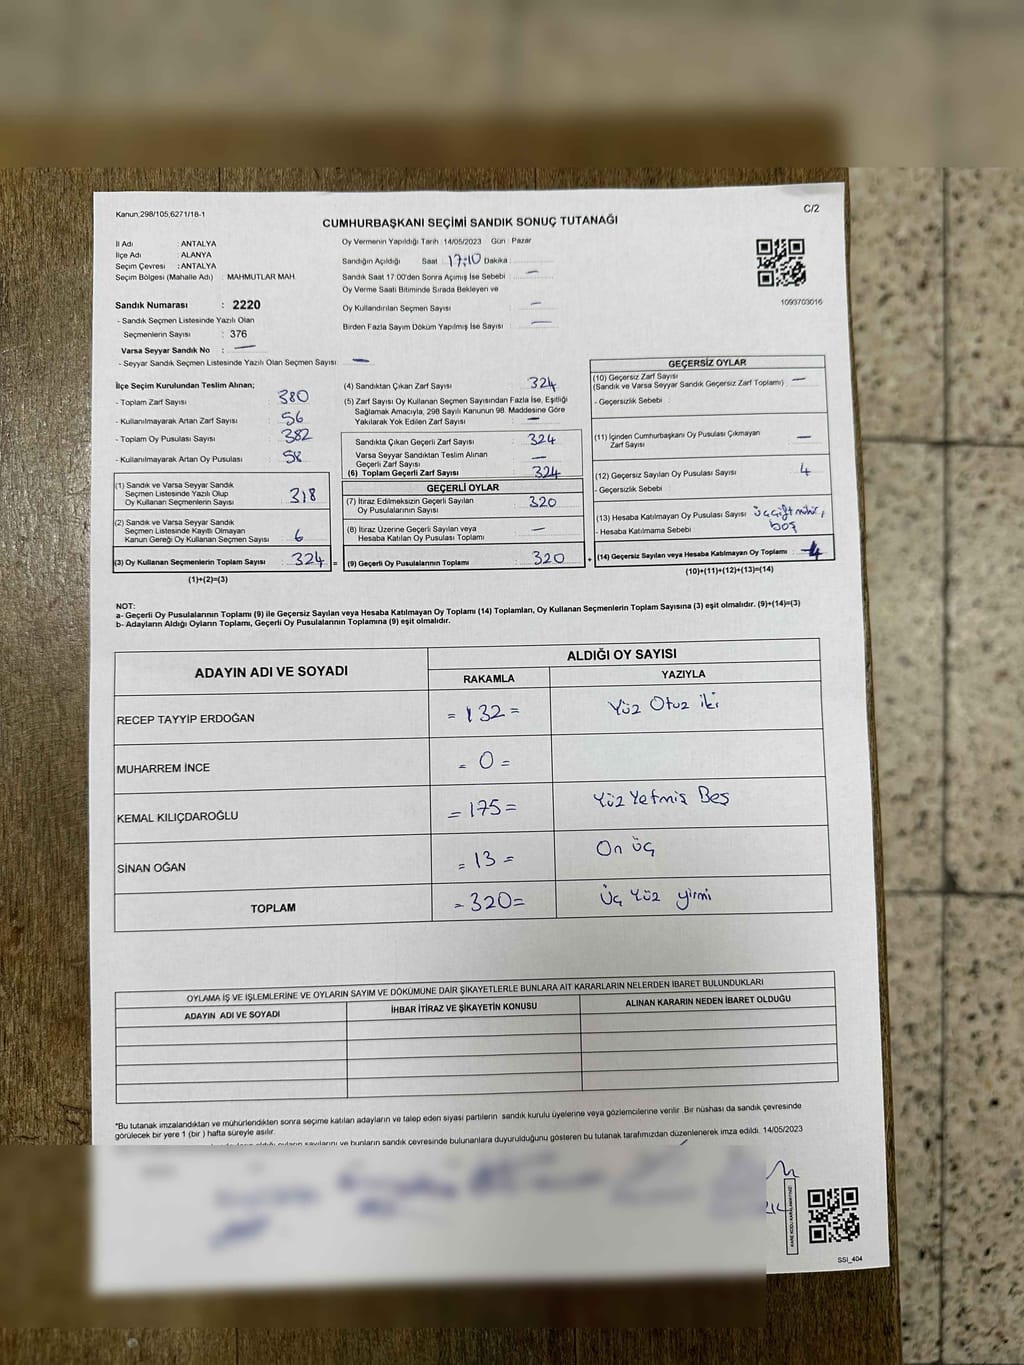 Kanun,298/105,6271/18-1
C/2
CUMHURBAŞKANI SEÇİMİ SANDIK SONUÇ TUTANAĞI
İl Adı : ANTALYA
İlçe Adı : ALANYA
Seçim Çevresi : ANTALYA
Seçim Bölgesi (Mahalle Adı) : MAHMUTLAR MAH.
Sandık Numarası : 2220
- Sandık Seçmen Listesinde Yazılı Olan
Seçmenlerin Sayısı : 376
Varsa Seyyar Sandık No : —
- Seyyar Sandık Seçmen Listesinde Yazılı Olan Seçmen Sayısı : —
Oy Vermenin Yapıldığı Tarih : 14/05/2023 Gün : Pazar
Sandığın Açıldığı Saat 17:10 Dakika
Sandık Saat 17:00'den Sonra Açımış İse Sebebi : —
Oy Verme Saati Bitiminde Sırada Bekleyen ve
Oy Kullandırılan Seçmen Sayısı : —
Birden Fazla Sayım Döküm Yapılmış İse Sayısı : —
1093703016
İlçe Seçim Kurulundan Teslim Alınan;
- Toplam Zarf Sayısı : 380
- Kullanılmayarak Artan Zarf Sayısı : 56
- Toplam Oy Pusulası Sayısı : 382
- Kullanılmayarak Artan Oy Pusulası : 58
(1) Sandık ve Varsa Seyyar Sandık
Seçmen Listesinde Yazılı Olup
Oy Kullanan Seçmenlerin Sayısı : 318
(2) Sandık ve Varsa Seyyar Sandık
Seçmen Listesinde Kayıtlı Olmayan
Kanun Gereği Oy Kullanan Seçmen Sayısı : 6
(3) Oy Kullanan Seçmenlerin Toplam Sayısı : 324 =
(1)+(2)=(3)
(4) Sandıktan Çıkan Zarf Sayısı : 324
(5) Zarf Sayısı Oy Kullanan Seçmen Sayısından Fazla İse, Eşitliği
Sağlamak Amacıyla, 298 Sayılı Kanunun 98. Maddesine Göre
Yakılarak Yok Edilen Zarf Sayısı : —
Sandıkta Çıkan Geçerli Zarf Sayısı : 324
Varsa Seyyar Sandıktan Teslim Alınan
Geçerli Zarf Sayısı : —
(6) Toplam Geçerli Zarf Sayısı : 324
GEÇERLİ OYLAR
(7) İtiraz Edilmeksizin Geçerli Sayılan
Oy Pusulalarının Sayısı : 320
(8) İtiraz Üzerine Geçerli Sayılan veya
Hesaba Katılan Oy Pusulası Toplamı : —
(9) Geçerli Oy Pusulalarının Toplamı : 320 +
GEÇERSİZ OYLAR
(10) Geçersiz Zarf Sayısı
(Sandık ve Varsa Seyyar Sandık Geçersiz Zarf Toplamı) : —
- Geçersizlik Sebebi :
(11) İçinden Cumhurbaşkanı Oy Pusulası Çıkmayan
Zarf Sayısı : —
(12) Geçersiz Sayılan Oy Pusulası Sayısı : 4
- Geçersizlik Sebebi :
(13) Hesaba Katılmayan Oy Pusulası Sayısı : üç çift mühür,
- Hesaba Katılmama Sebebi : boş
(14) Geçersiz Sayılan veya Hesaba Katılmayan Oy Toplamı : 4
(10)+(11)+(12)+(13)=(14)
NOT:
a- Geçerli Oy Pusulalarının Toplamı (9) ile Geçersiz Sayılan veya Hesaba Katılmayan Oy Toplamı (14) Toplamları, Oy Kullanan Seçmenlerin Toplam Sayısına (3) eşit olmalıdır. (9)+(14)=(3)
b- Adayların Aldığı Oyların Toplamı, Geçerli Oy Pusulalarının Toplamına (9) eşit olmalıdır.
ADAYIN ADI VE SOYADI ALDIĞI OY SAYISI
RAKAMLA YAZIYLA
RECEP TAYYİP ERDOĞAN = 132 = Yüz Otuz iki
MUHARREM İNCE = 0 =
KEMAL KILIÇDAROĞLU = 175 = Yüz Yetmiş Beş
SİNAN OĞAN = 13 = On üç
TOPLAM = 320 = Üç Yüz yirmi
OYLAMA İŞ VE İŞLEMLERİNE VE OYLARIN SAYIM VE DÖKÜMÜNE DAİR ŞİKAYETLERLE BUNLARA AİT KARARLARIN NELERDEN İBARET BULUNDUKLARI
ADAYIN ADI VE SOYADI İHBAR İTİRAZ VE ŞİKAYETİN KONUSU ALINAN KARARIN NEDEN İBARET OLDUĞU
*Bu tutanak imzalandıktan ve mühürlendikten sonra seçime katılan adayların ve talep eden siyasi partilerin sandık kurulu üyelerine veya gözlemcilerine verilir .Bir nüshası da sandık çevresinde
görülecek bir yere 1 (bir ) hafta süreyle asılır.
sayılarını ve bunların sandık çevresinde bulunanlara duyurulduğunu gösteren bu tutanak tarafımızdan düzenlenerek imza edildi. 14/05/2023
SSİ_404